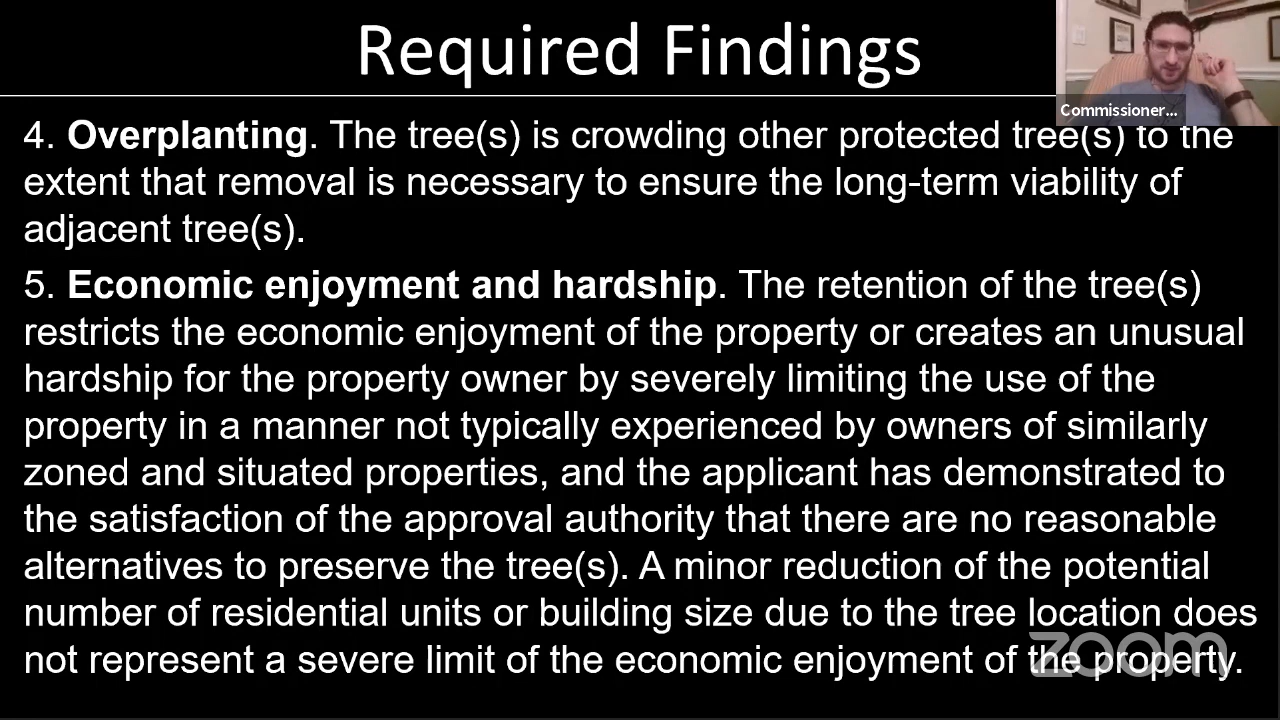 Required Findings
Commissioner...
4. Overplanting. The tree(s) is crowding other protected tree(s) to the
extent that removal is necessary to ensure the long-term viability of
adjacent tree(s).
5. Economic enjoyment and hardship. The retention of the tree(s)
restricts the economic enjoyment of the property or creates an unusual
hardship for the property owner by severely limiting the use of the
property in a manner not typically experienced by owners of similarly
zoned and situated properties, and the applicant has demonstrated to
the satisfaction of the approval authority that there are no reasonable
alternatives to preserve the tree(s). A minor reduction of the potential
number of residential units or building size due to the tree location does
not represent a severe limit of the economic enjoyment of the property.
zoom